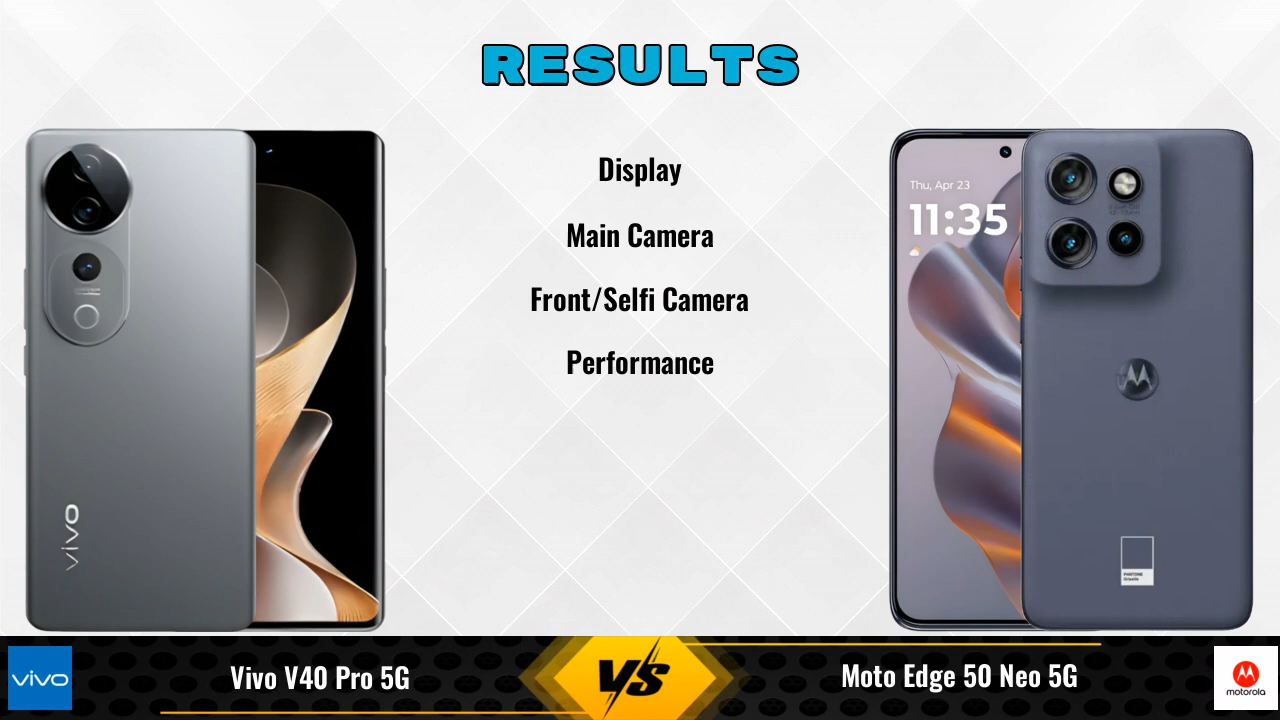 RESULTS
Display
Main Camera
Front/Selfi Camera
Performance
Thu, Apr 23
11:35
vivo
PANTONE
vivo
Vivo V40 Pro 5G
VS
Moto Edge 50 Neo 5G
motorola